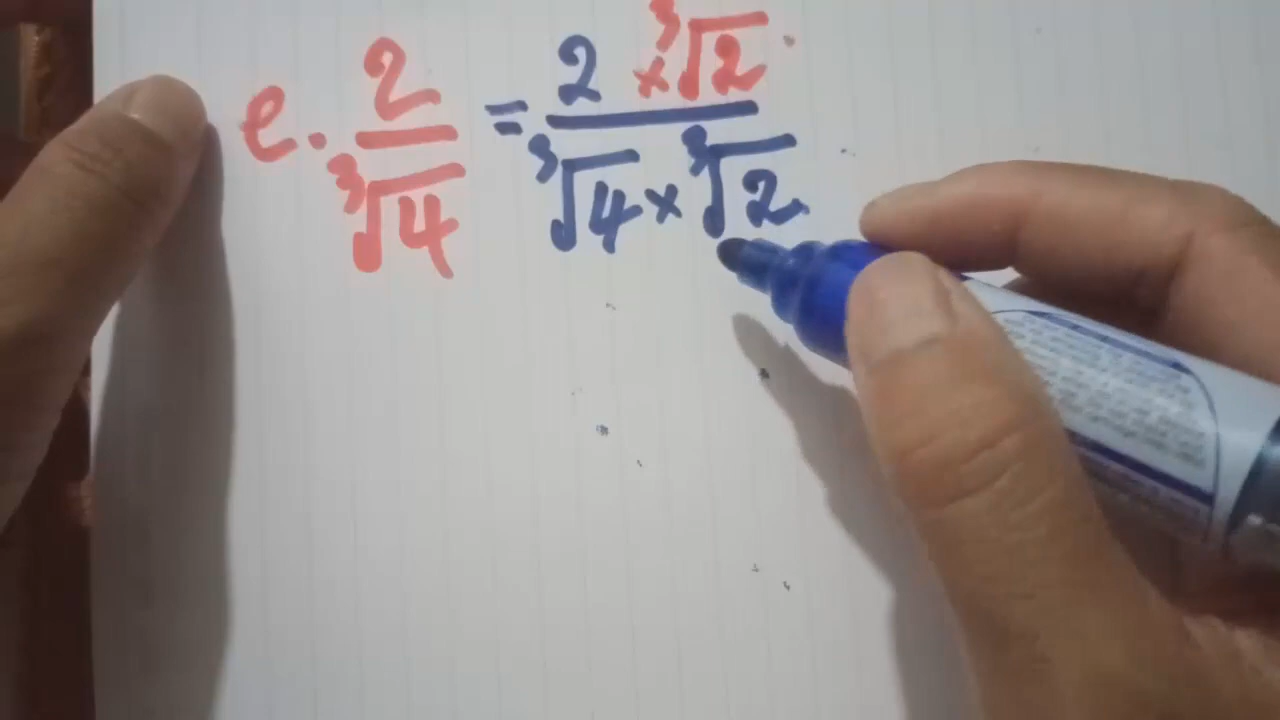 e. 2/∛4 = (2 × ∛2)/(∛4 × ∛2)